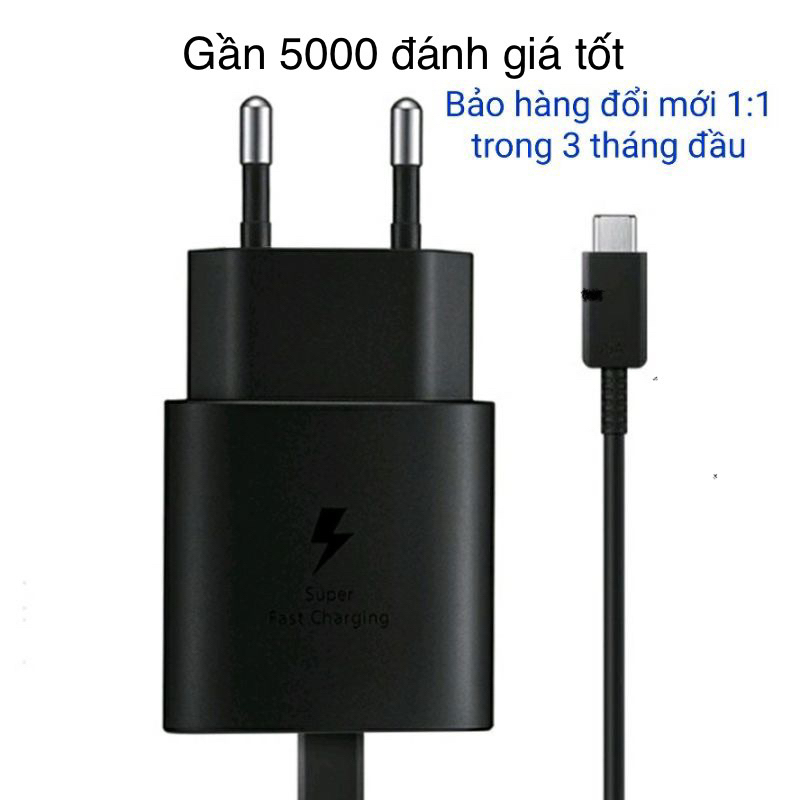 Gần 5000 đánh giá tốt
Bảo hàng đổi mới 1:1
trong 3 tháng đầu
Super
Fast Charging